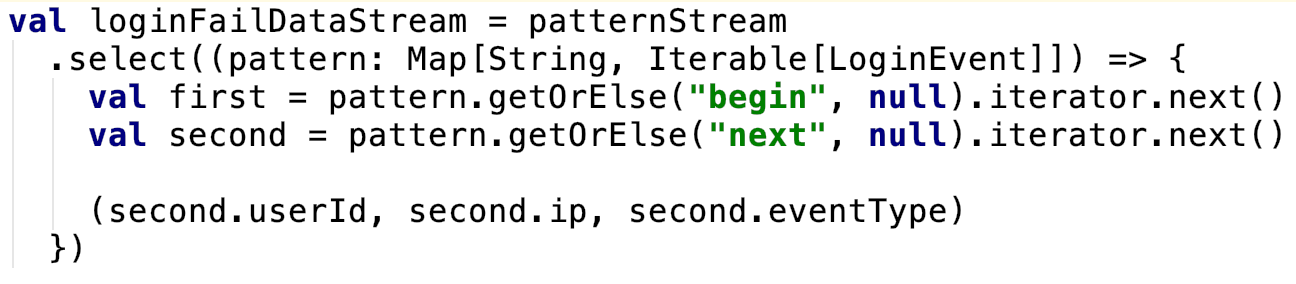 val loginFailDataStream = patternStream
  .select((pattern: Map[String, Iterable[LoginEvent]]) => {
    val first = pattern.getOrElse("begin", null).iterator.next()
    val second = pattern.getOrElse("next", null).iterator.next()

    (second.userId, second.ip, second.eventType)
  })